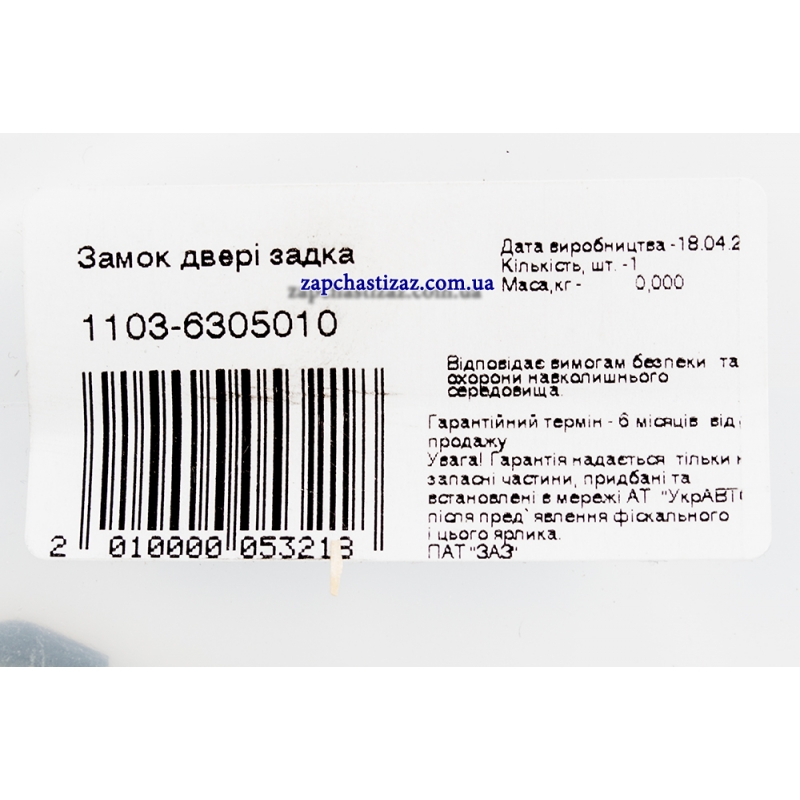 Замок двері задка
Дата виробництва -18.04.2
Кількість, шт. -1
zapchastizaz.com.ua
Маса,кг - 0,000
1103-6305010
Відповідає вимогам безпеки та
охорони навколишнього
середовища.
Гарантійний термін - 6 місяців від
продажу
Увага! Гарантія надається тільки
запасні частини, придбані та
встановлені в мережі АТ "УкрАВТО
після пред`явлення фіскального
і цього ярлика.
ПАТ "ЗАЗ"
2 010000 053213